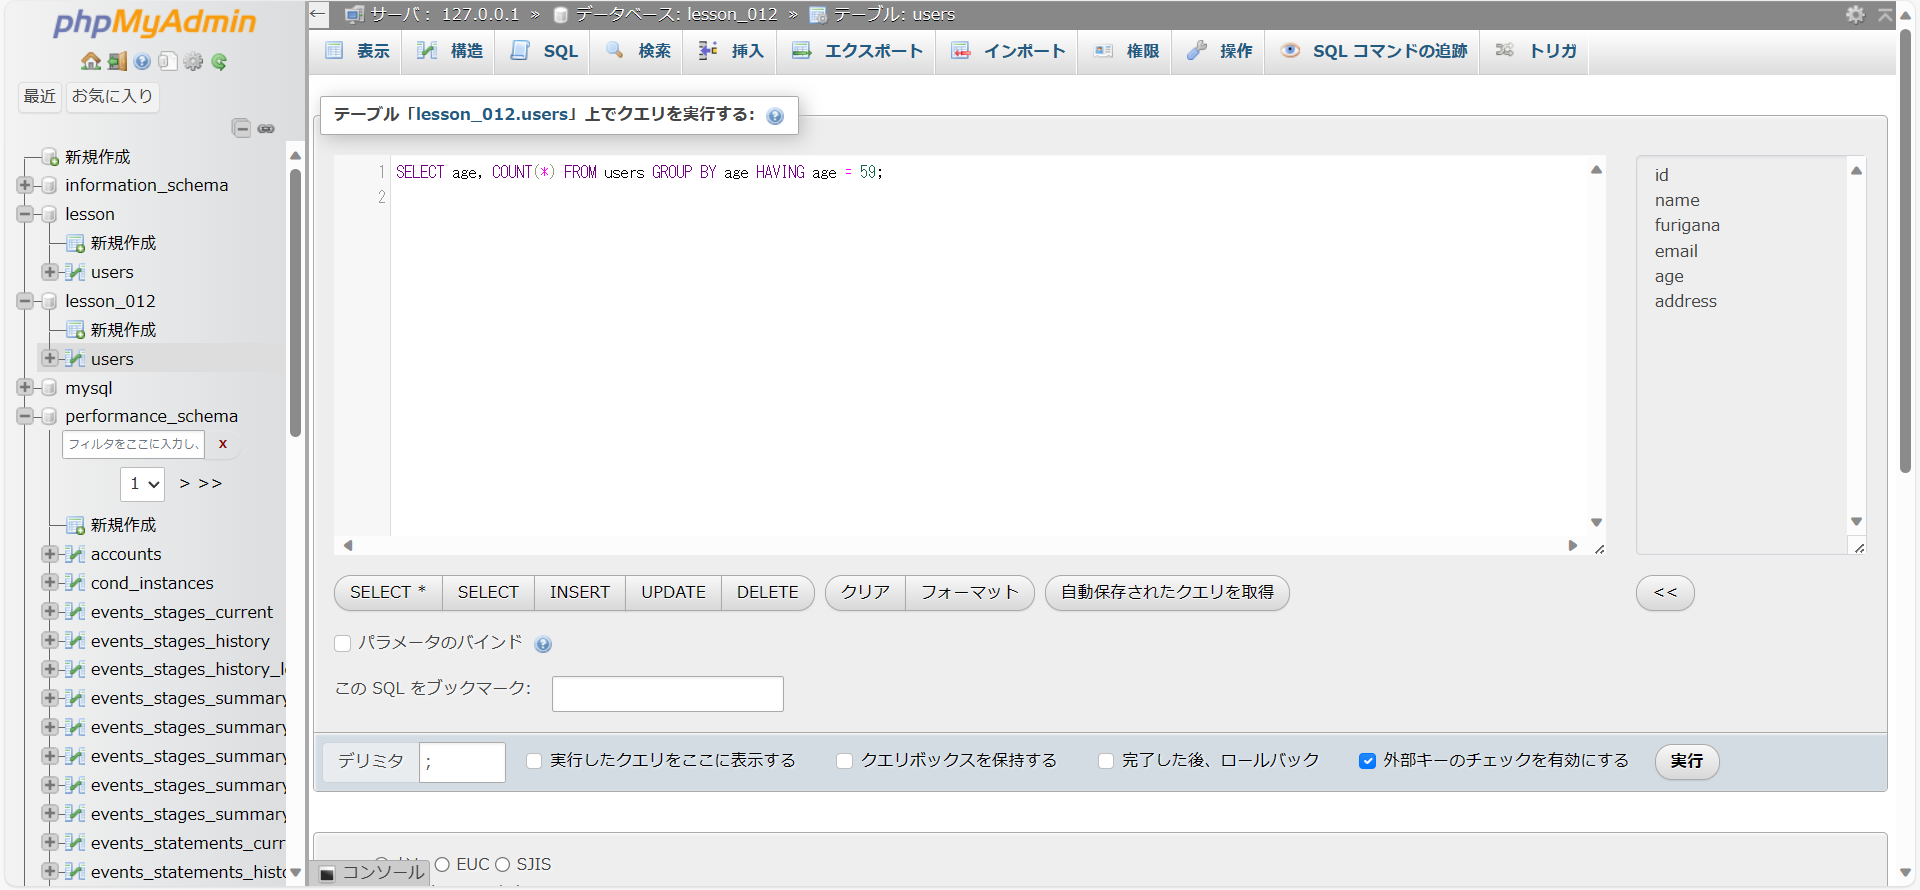 phpMyAdmin
最近 お気に入り
新規作成
information_schema
lesson
新規作成
users
lesson_012
新規作成
users
mysql
performance_schema
フィルタをここに入力し、 X
1 > >>
新規作成
accounts
cond_instances
events_stages_current
events_stages_history
events_stages_history_l
events_stages_summary
events_stages_summary
events_stages_summary
events_stages_summary
events_stages_summary
events_statements_curr
events_statements_histo
← サーバ: 127.0.0.1 » データベース: lesson_012 » テーブル: users
表示 構造 SQL 検索 挿入 エクスポート インポート 権限 操作 SQL コマンドの追跡 トリガ
テーブル「lesson_012.users」上でクエリを実行する:
1 SELECT age, COUNT(*) FROM users GROUP BY age HAVING age = 59;
2
id
name
furigana
email
age
address
SELECT * SELECT INSERT UPDATE DELETE クリア フォーマット 自動保存されたクエリを取得 <<
パラメータのバインド
この SQL をブックマーク:
デリミタ ; 実行したクエリをここに表示する クエリボックスを保持する 完了した後、ロールバック 外部キーのチェックを有効にする 実行
EUC SJIS
コンソール